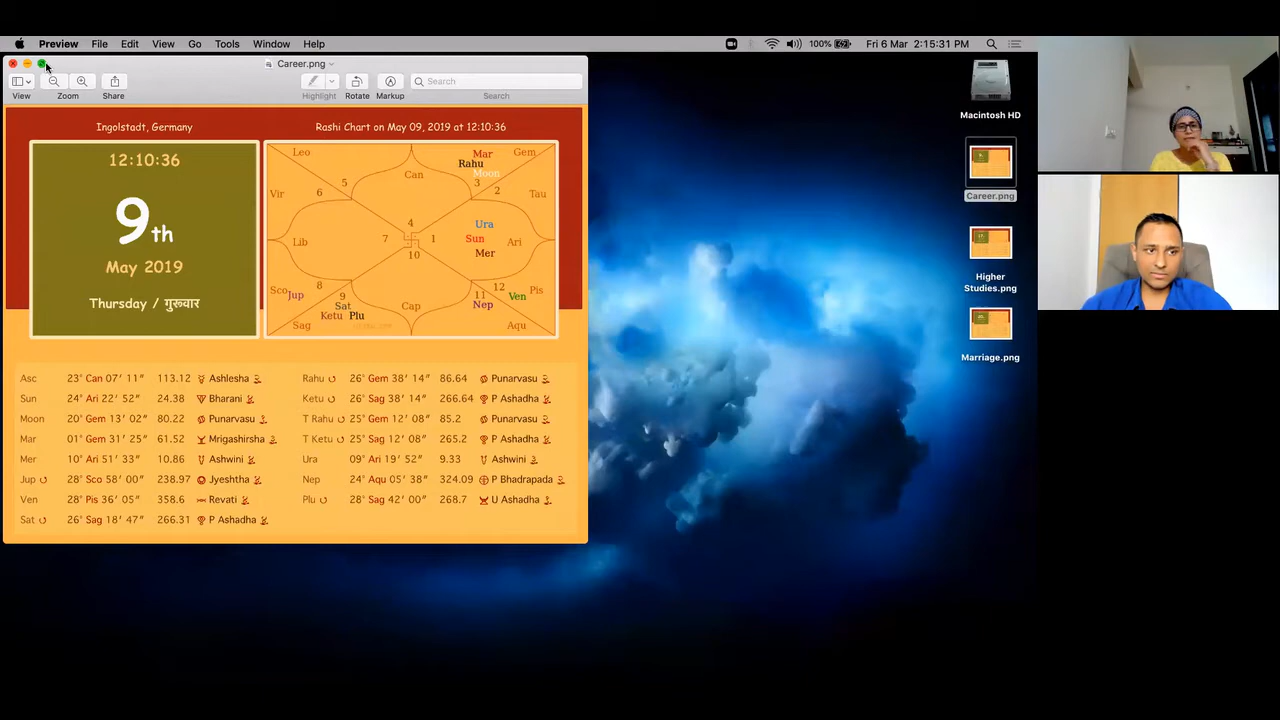 Preview File Edit View Go Tools Window Help
100% Fri 6 Mar 2:15:31 PM
Career.png
Search
View Zoom Share Highlight Rotate Markup Search
Ingolstadt, Germany
Rashi Chart on May 09, 2019 at 12:10:36
12:10:36
9th
May 2019
Thursday / गुरूवार
Leo Mar Gem
Rahu
Can Moon
5 3
Vir 6 2 Tau
4 Ura
Lib 7 1 Sun Ari
10 Mer
Sco Jup 8 12 Pis
9 11 Ven
Sat Cap Nep
Ketu Plu
Sag Aqu
Asc 23° Can 07' 11" 113.12 Ashlesha
Sun 24° Ari 22' 52" 24.38 Bharani
Moon 20° Gem 13' 02" 80.22 Punarvasu
Mar 01° Gem 31' 25" 61.52 Mrigashirsha
Mer 10° Ari 51' 33" 10.86 Ashwini
Jup 28° Sco 58' 00" 238.97 Jyeshtha
Ven 28° Pis 36' 05" 358.6 Revati
Sat 26° Sag 18' 47" 266.31 P Ashadha
Rahu 26° Gem 38' 14" 86.64 Punarvasu
Ketu 26° Sag 38' 14" 266.64 P Ashadha
T Rahu 25° Gem 12' 08" 85.2 Punarvasu
T Ketu 25° Sag 12' 08" 265.2 P Ashadha
Ura 09° Ari 19' 52" 9.33 Ashwini
Nep 24° Aqu 05' 38" 324.09 P Bhadrapada
Plu 28° Sag 42' 00" 268.7 U Ashadha
Macintosh HD
Career.png
Higher
Studies.png
Marriage.png